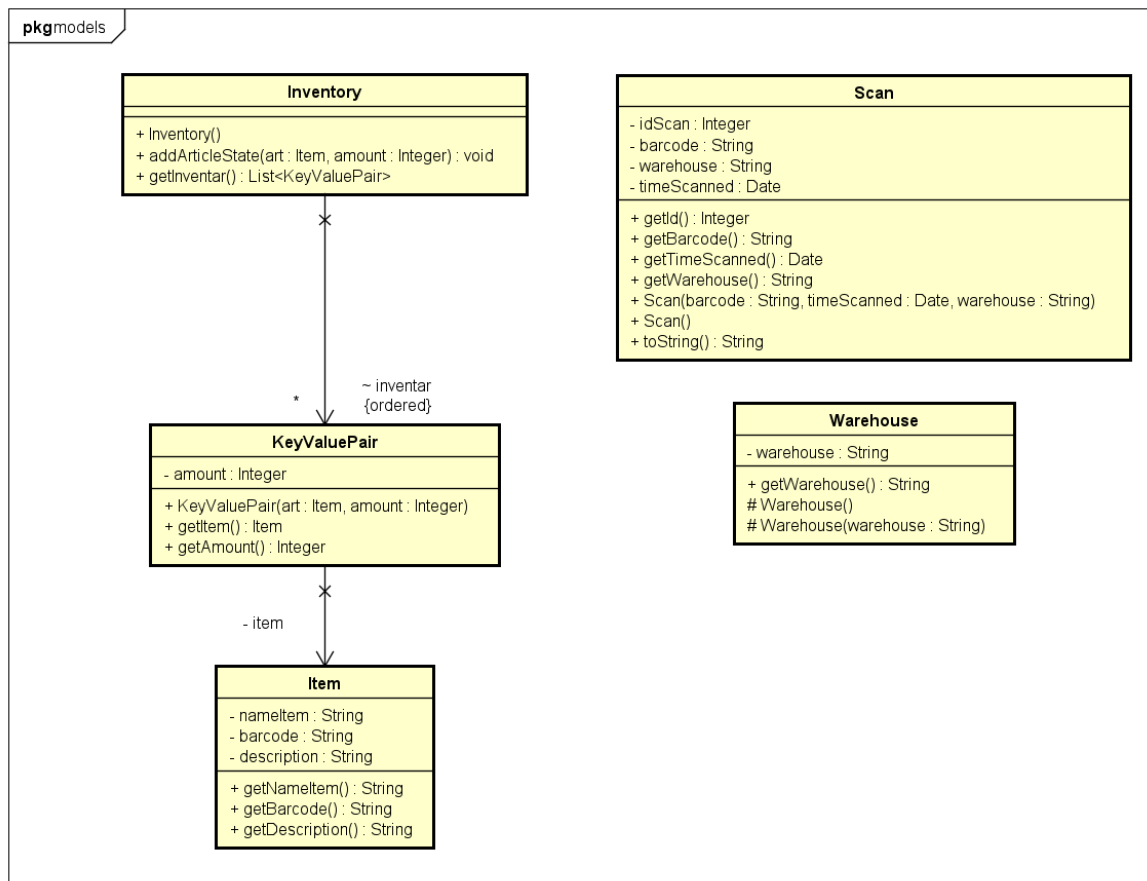 pkg models
Inventory
+ Inventory()
+ addArticleState(art : Item, amount : Integer) : void
+ getInventar() : List<KeyValuePair>
~ inventar
* {ordered}
KeyValuePair
- amount : Integer
+ KeyValuePair(art : Item, amount : Integer)
+ getItem() : Item
+ getAmount() : Integer
- item
Item
- nameItem : String
- barcode : String
- description : String
+ getNameItem() : String
+ getBarcode() : String
+ getDescription() : String
Scan
- idScan : Integer
- barcode : String
- warehouse : String
- timeScanned : Date
+ getId() : Integer
+ getBarcode() : String
+ getTimeScanned() : Date
+ getWarehouse() : String
+ Scan(barcode : String, timeScanned : Date, warehouse : String)
+ Scan()
+ toString() : String
Warehouse
- warehouse : String
+ getWarehouse() : String
# Warehouse()
# Warehouse(warehouse : String)